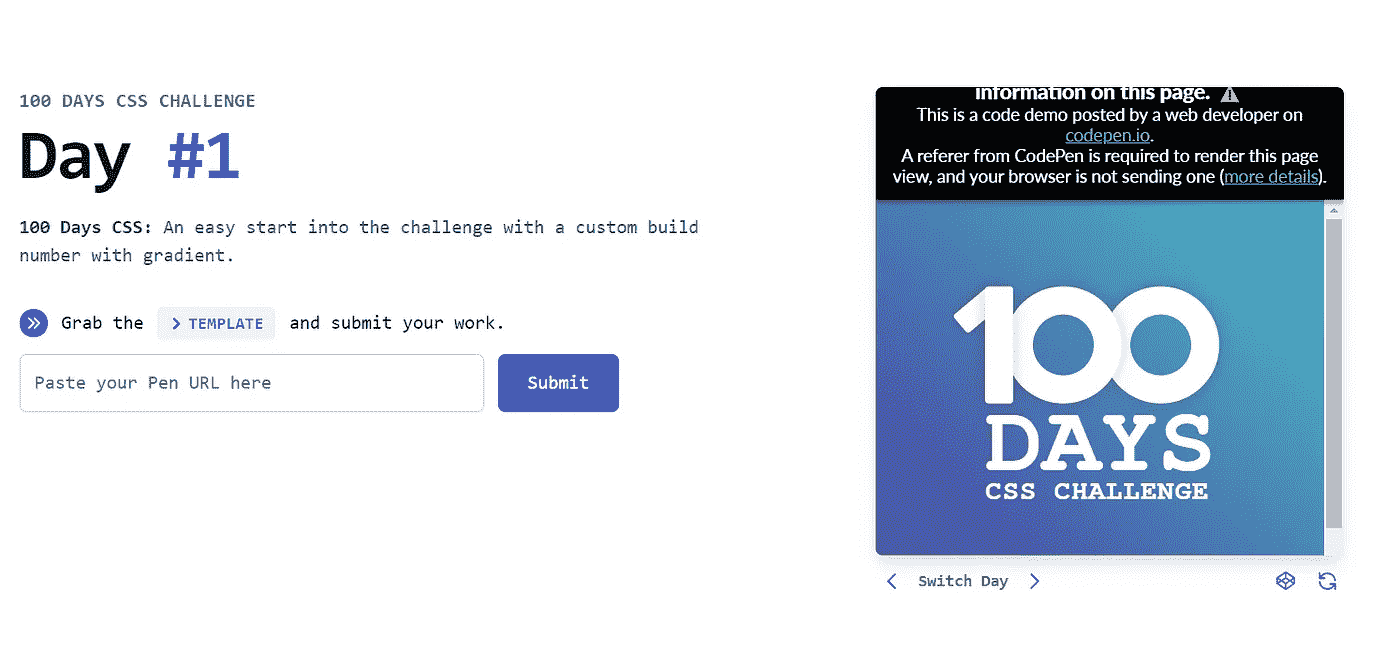 100 DAYS CSS CHALLENGE
Day #1
100 Days CSS: An easy start into the challenge with a custom build
number with gradient.
Grab the TEMPLATE and submit your work.
Paste your Pen URL here
Submit
information on this page.
This is a code demo posted by a web developer on
codepen.io.
A referer from CodePen is required to render this page
view, and your browser is not sending one (more details).
100
DAYS
CSS CHALLENGE
Switch Day